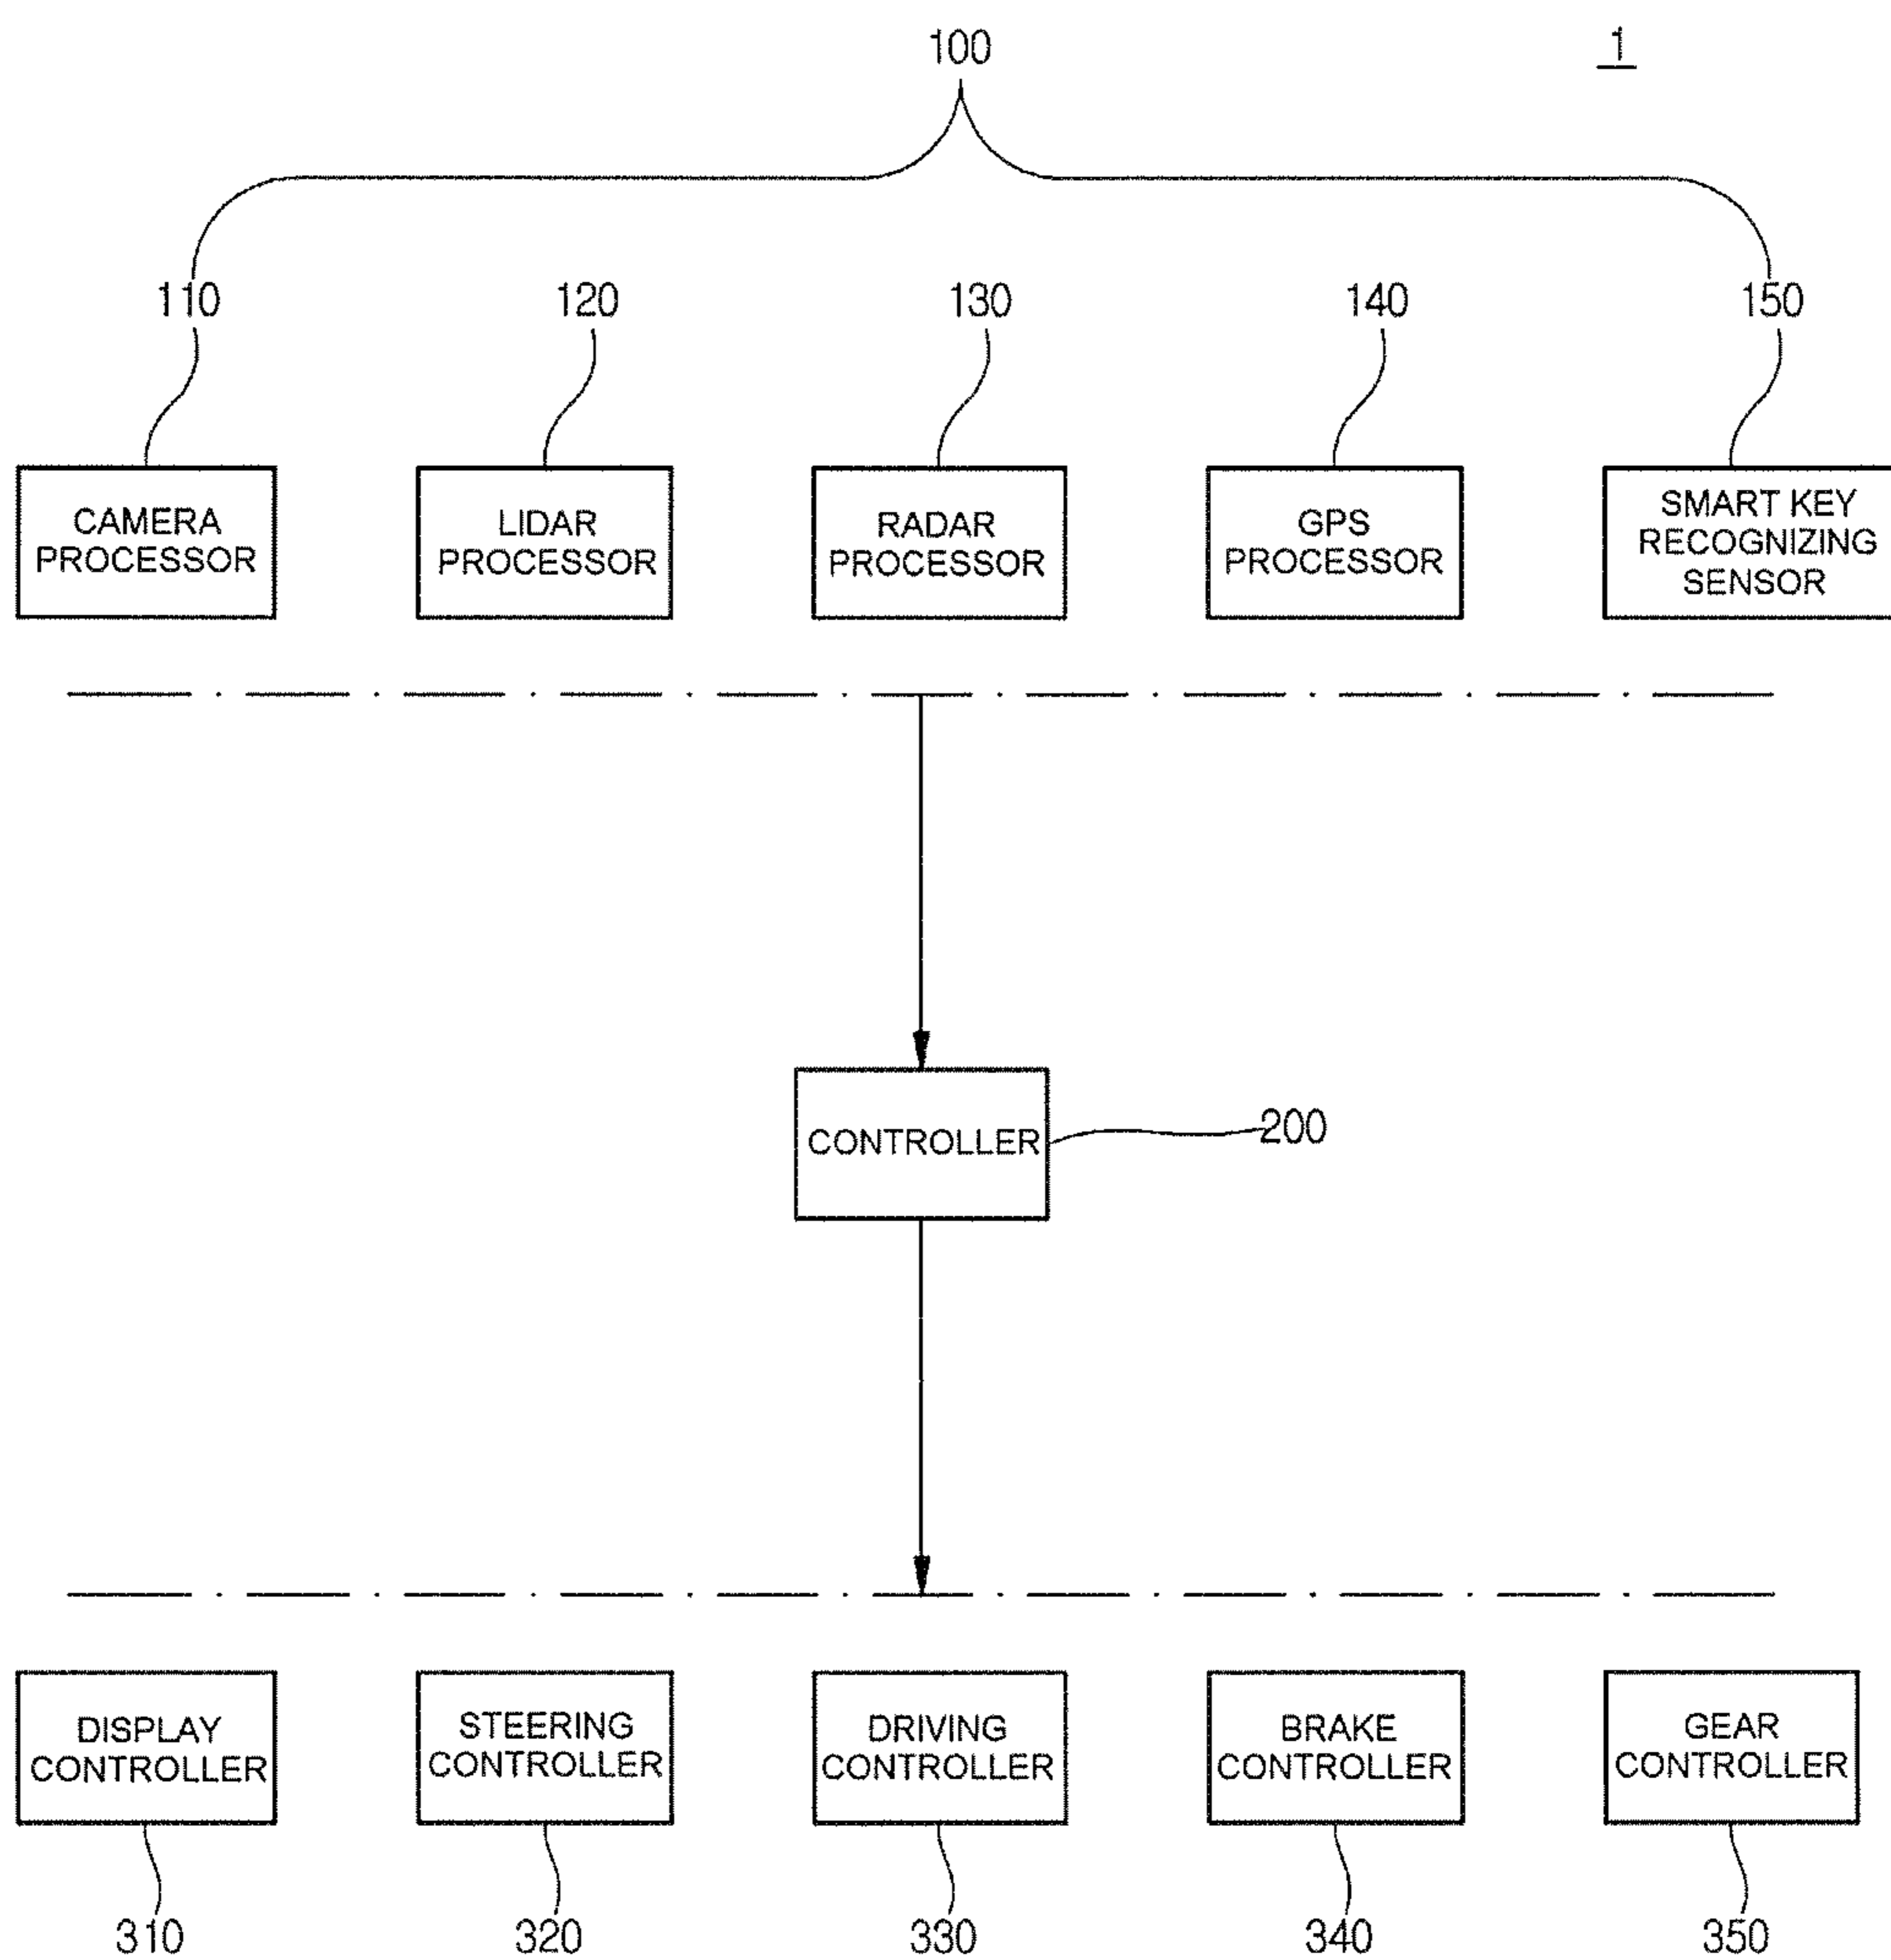 100
1
110
120
130
140
150
CAMERA
PROCESSOR
LIDAR
PROCESSOR
RADAR
PROCESSOR
GPS
PROCESSOR
SMART KEY
RECOGNIZING
SENSOR
CONTROLLER
200
DISPLAY
CONTROLLER
STEERING
CONTROLLER
DRIVING
CONTROLLER
BRAKE
CONTROLLER
GEAR
CONTROLLER
310
320
330
340
350